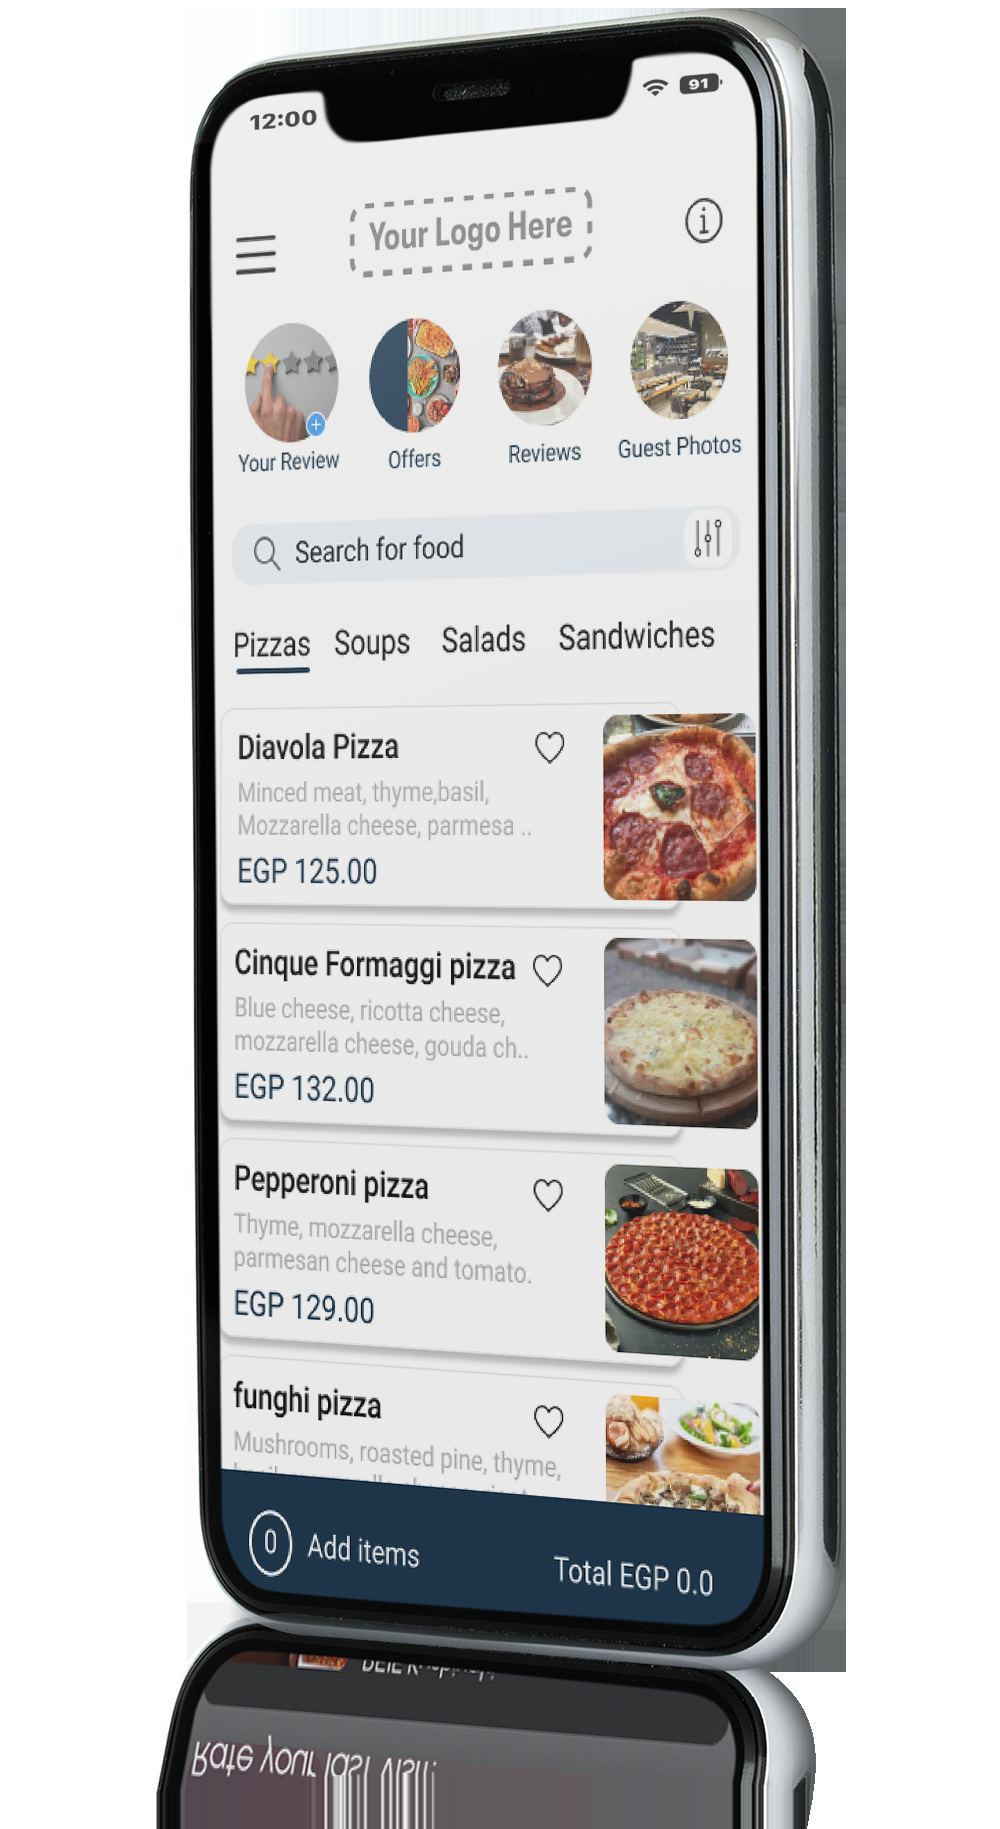 12:00
91
Your Logo Here
Your Review
Offers
Reviews
Guest Photos
Search for food
Pizzas Soups Salads Sandwiches
Diavola Pizza
Minced meat, thyme,basil,
Mozzarella cheese, parmesa ..
EGP 125.00
Cinque Formaggi pizza
Blue cheese, ricotta cheese,
mozzarella cheese, gouda ch..
EGP 132.00
Pepperoni pizza
Thyme, mozzarella cheese,
parmesan cheese and tomato.
EGP 129.00
funghi pizza
Mushrooms, roasted pine, thyme,
0 Add items
Total EGP 0.0
Rate your last visit: